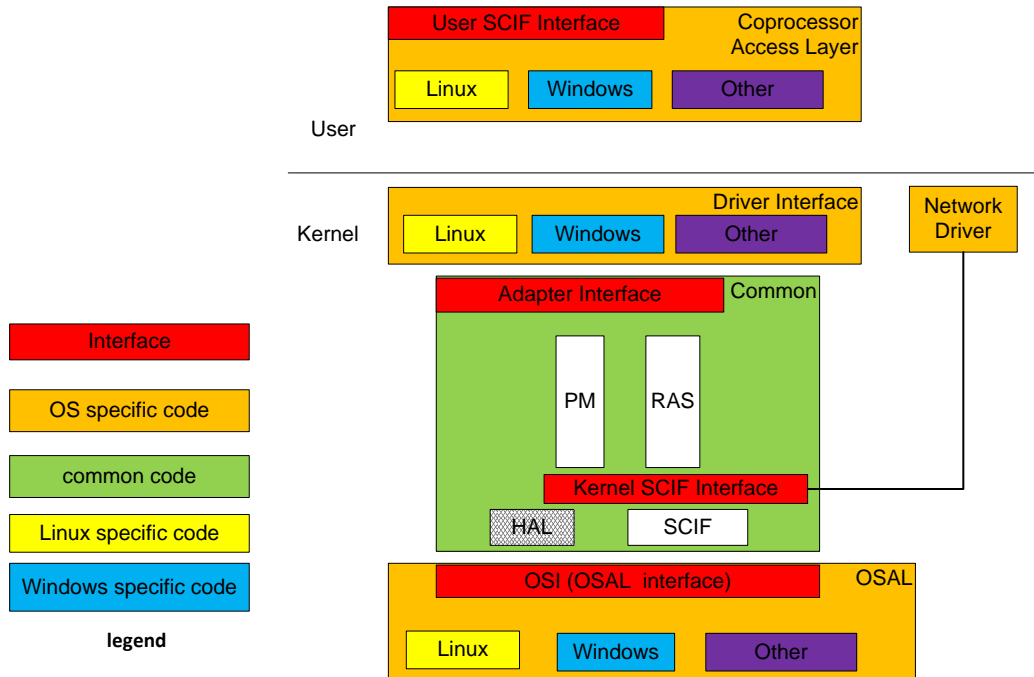 User SCIF Interface
Coprocessor
Access Layer
Linux
Windows
Other
User
Kernel
Driver Interface
Linux
Windows
Other
Network
Driver
Adapter Interface
Common
PM
RAS
Kernel SCIF Interface
HAL
SCIF
OSI (OSAL interface)
OSAL
Linux
Windows
Other
Interface
OS specific code
common code
Linux specific code
Windows specific code
legend